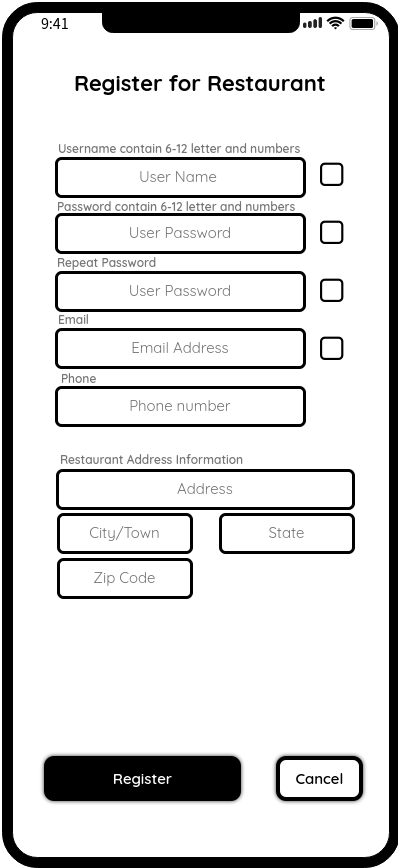 9:41
Register for Restaurant
Username contain 6-12 letter and numbers
User Name
Password contain 6-12 letter and numbers
User Password
Repeat Password
User Password
Email
Email Address
Phone
Phone number
Restaurant Address Information
Address
City/Town State
Zip Code
Register Cancel